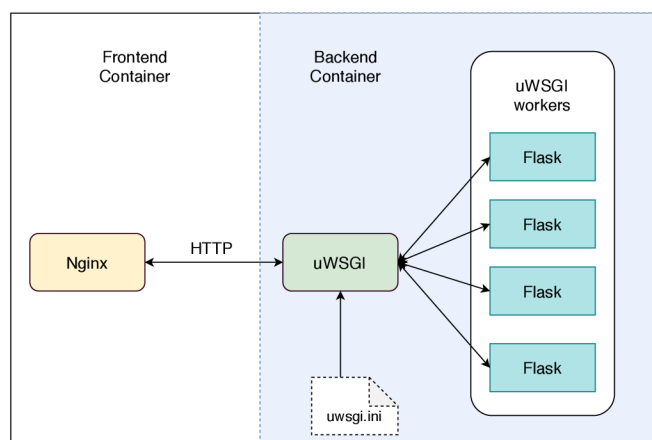 Frontend
Container
Backend
Container
uWSGI
workers
Flask
Flask
Flask
Flask
Nginx
HTTP
uWSGI
uwsgi.ini